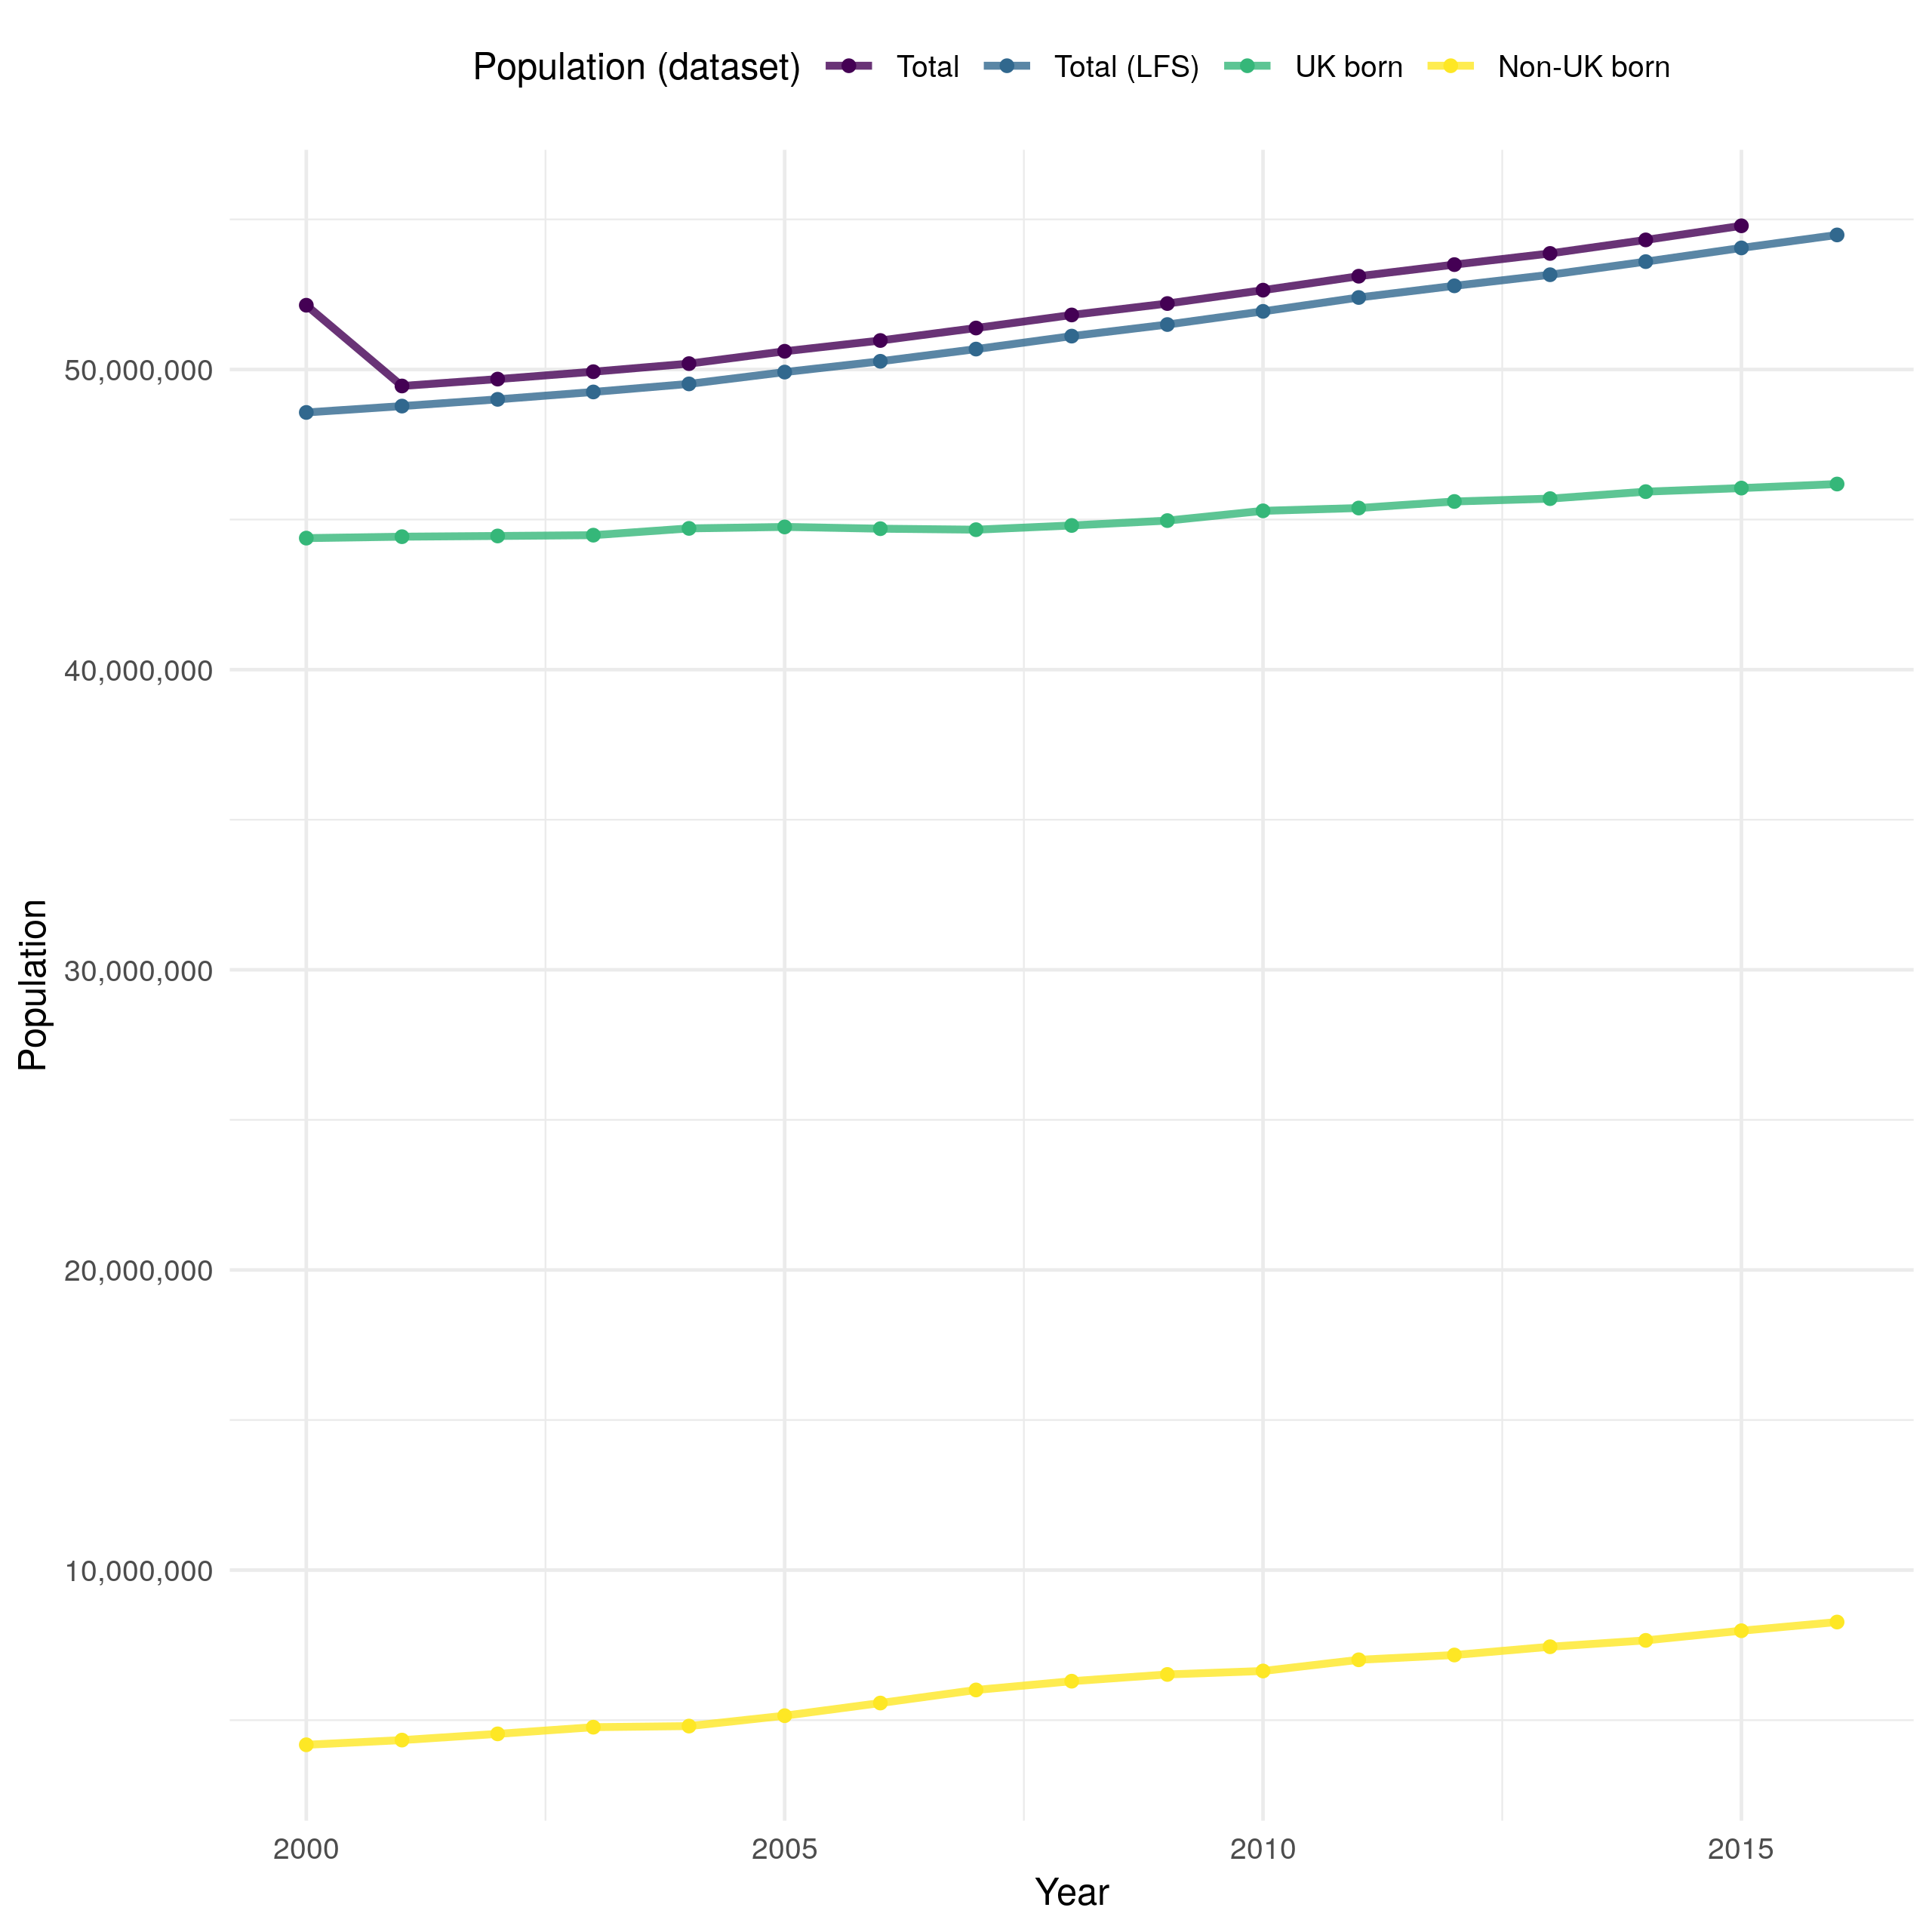 Population (dataset) Total Total (LFS) UK born Non-UK born
50,000,000
40,000,000
30,000,000
20,000,000
10,000,000
Population
2000 2005 2010 2015
Year